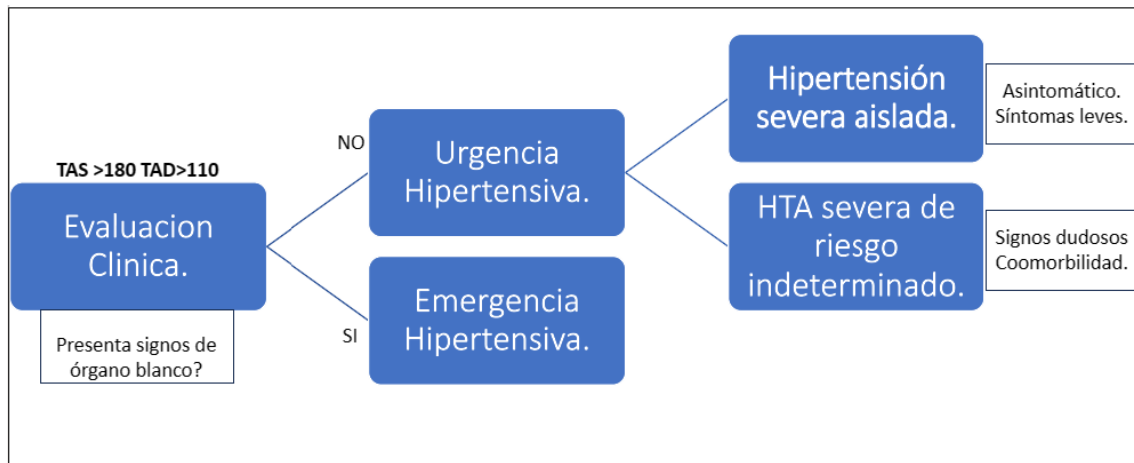 TAS >180 TAD>110
Evaluacion
Clinica.
Presenta signos de
órgano blanco?
NO
Urgencia
Hipertensiva.
SI
Emergencia
Hipertensiva.
Hipertensión
severa aislada.
Asintomático.
Síntomas leves.
HTA severa de
riesgo
indeterminado.
Signos dudosos
Coomorbilidad.